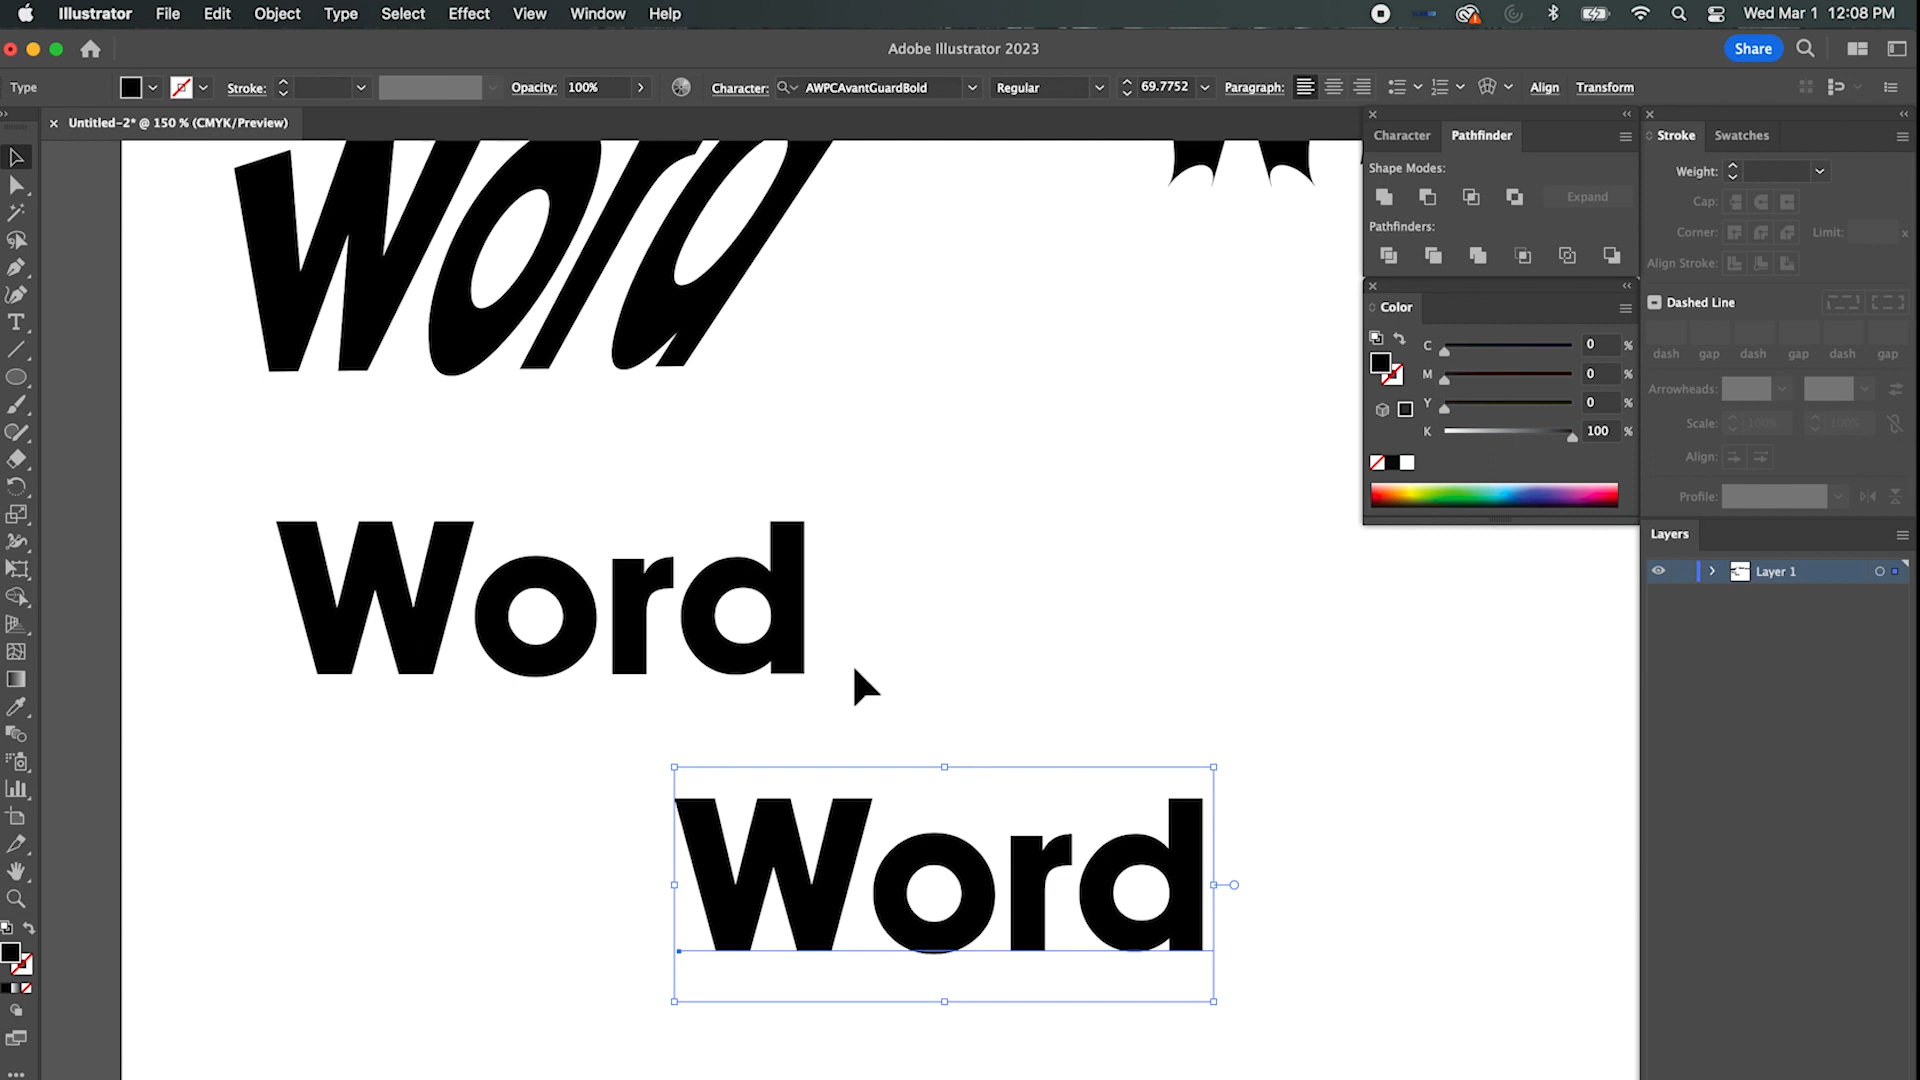 Illustrator File Edit Object Type Select Effect View Window Help Wed Mar 1 12:08 PM
Adobe Illustrator 2023 Share
Type Stroke: Opacity: 100% Character: AWPCAvantGuardBold Regular 69.7752 Paragraph: Align Transform
× Untitled-2* @ 150 % (CMYK/Preview)
Character Pathfinder
Shape Modes:
Expand
Pathfinders:
Color
C 0 %
M 0 %
Y 0 %
K 100 %
Stroke Swatches
Weight:
Cap:
Corner: Limit: x
Align Stroke:
Dashed Line
dash gap dash gap dash gap
Arrowheads:
Scale: 100% 100%
Align:
Profile:
Layers
Layer 1
Word
Word
Word